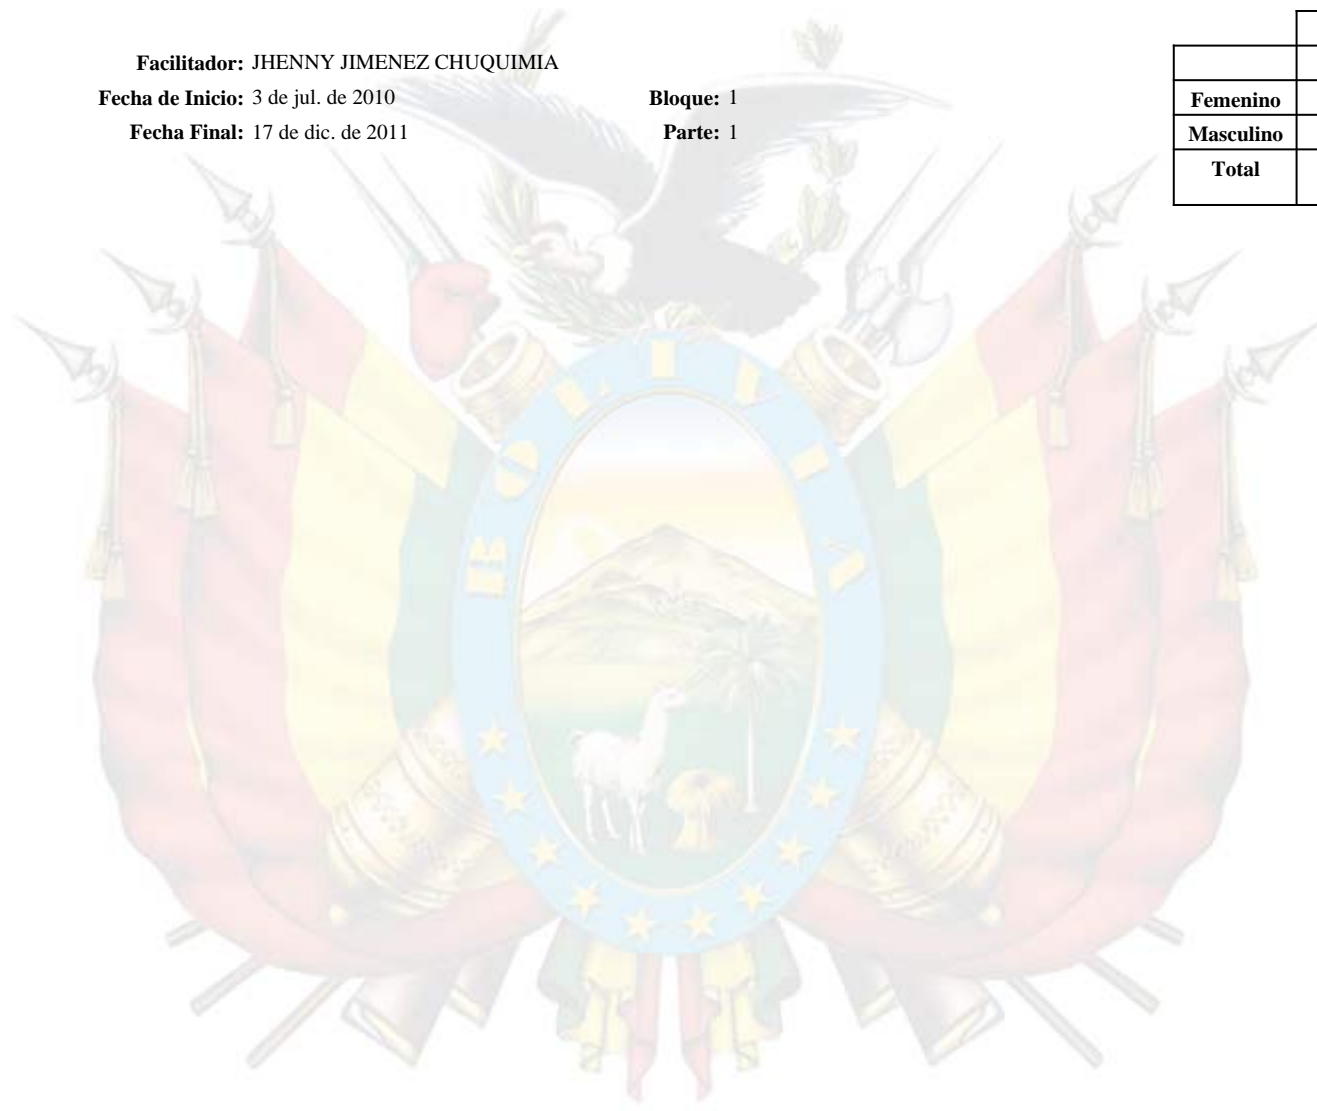 Facilitador: JHENNY JIMENEZ CHUQUIMIA
Fecha de Inicio: 3 de jul. de 2010 Bloque: 1
Fecha Final: 17 de dic. de 2011 Parte: 1
Femenino
Masculino
Total
BOLIVIA